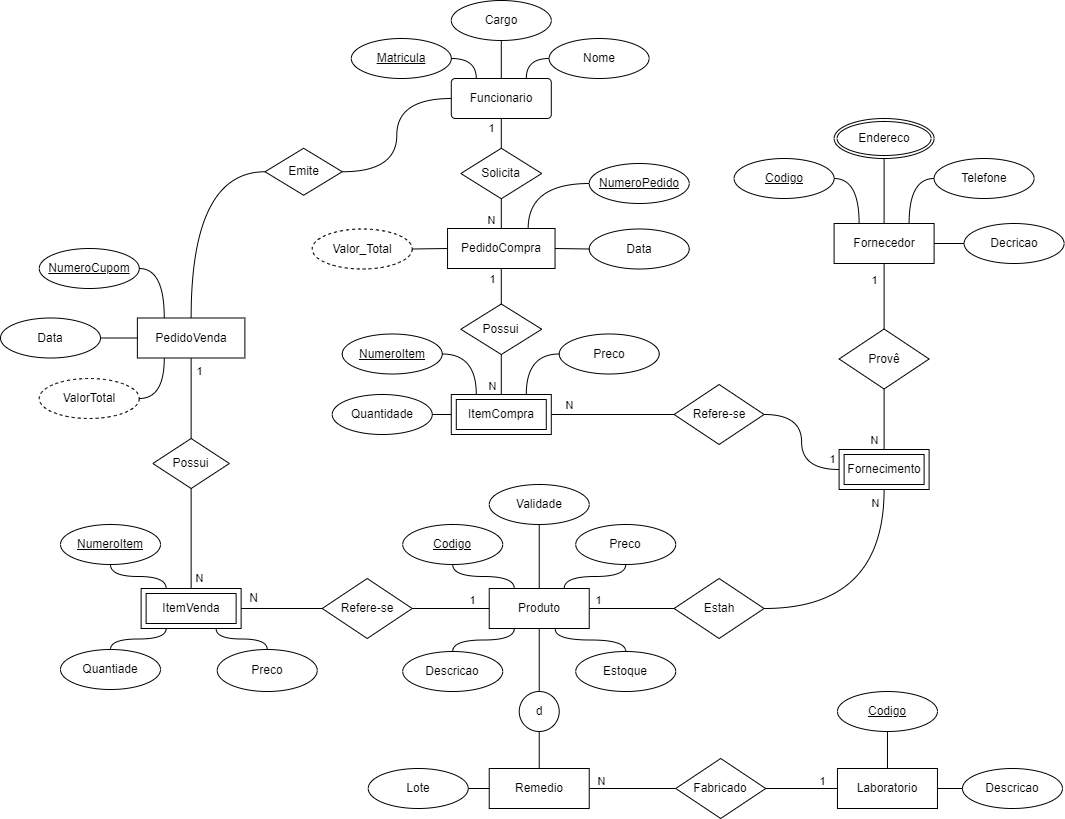 Cargo
Matricula
Nome
Funcionario
1
Emite
Solicita
N
NumeroPedido
Valor_Total
PedidoCompra
Data
1
Endereco
Codigo
Telefone
Fornecedor
Decricao
1
NumeroCupom
Data
PedidoVenda
ValorTotal
1
Possui
NumeroItem
Preco
N
Quantidade
ItemCompra
N
Refere-se
1
Provê
N
Fornecimento
N
Possui
N
NumeroItem
ItemVenda
N
Quantiade
Preco
Refere-se
1
Validade
Codigo
Preco
Produto
1
Descricao
Estoque
Estah
d
Lote
Remedio
N
Fabricado
1
Codigo
Laboratorio
Descricao